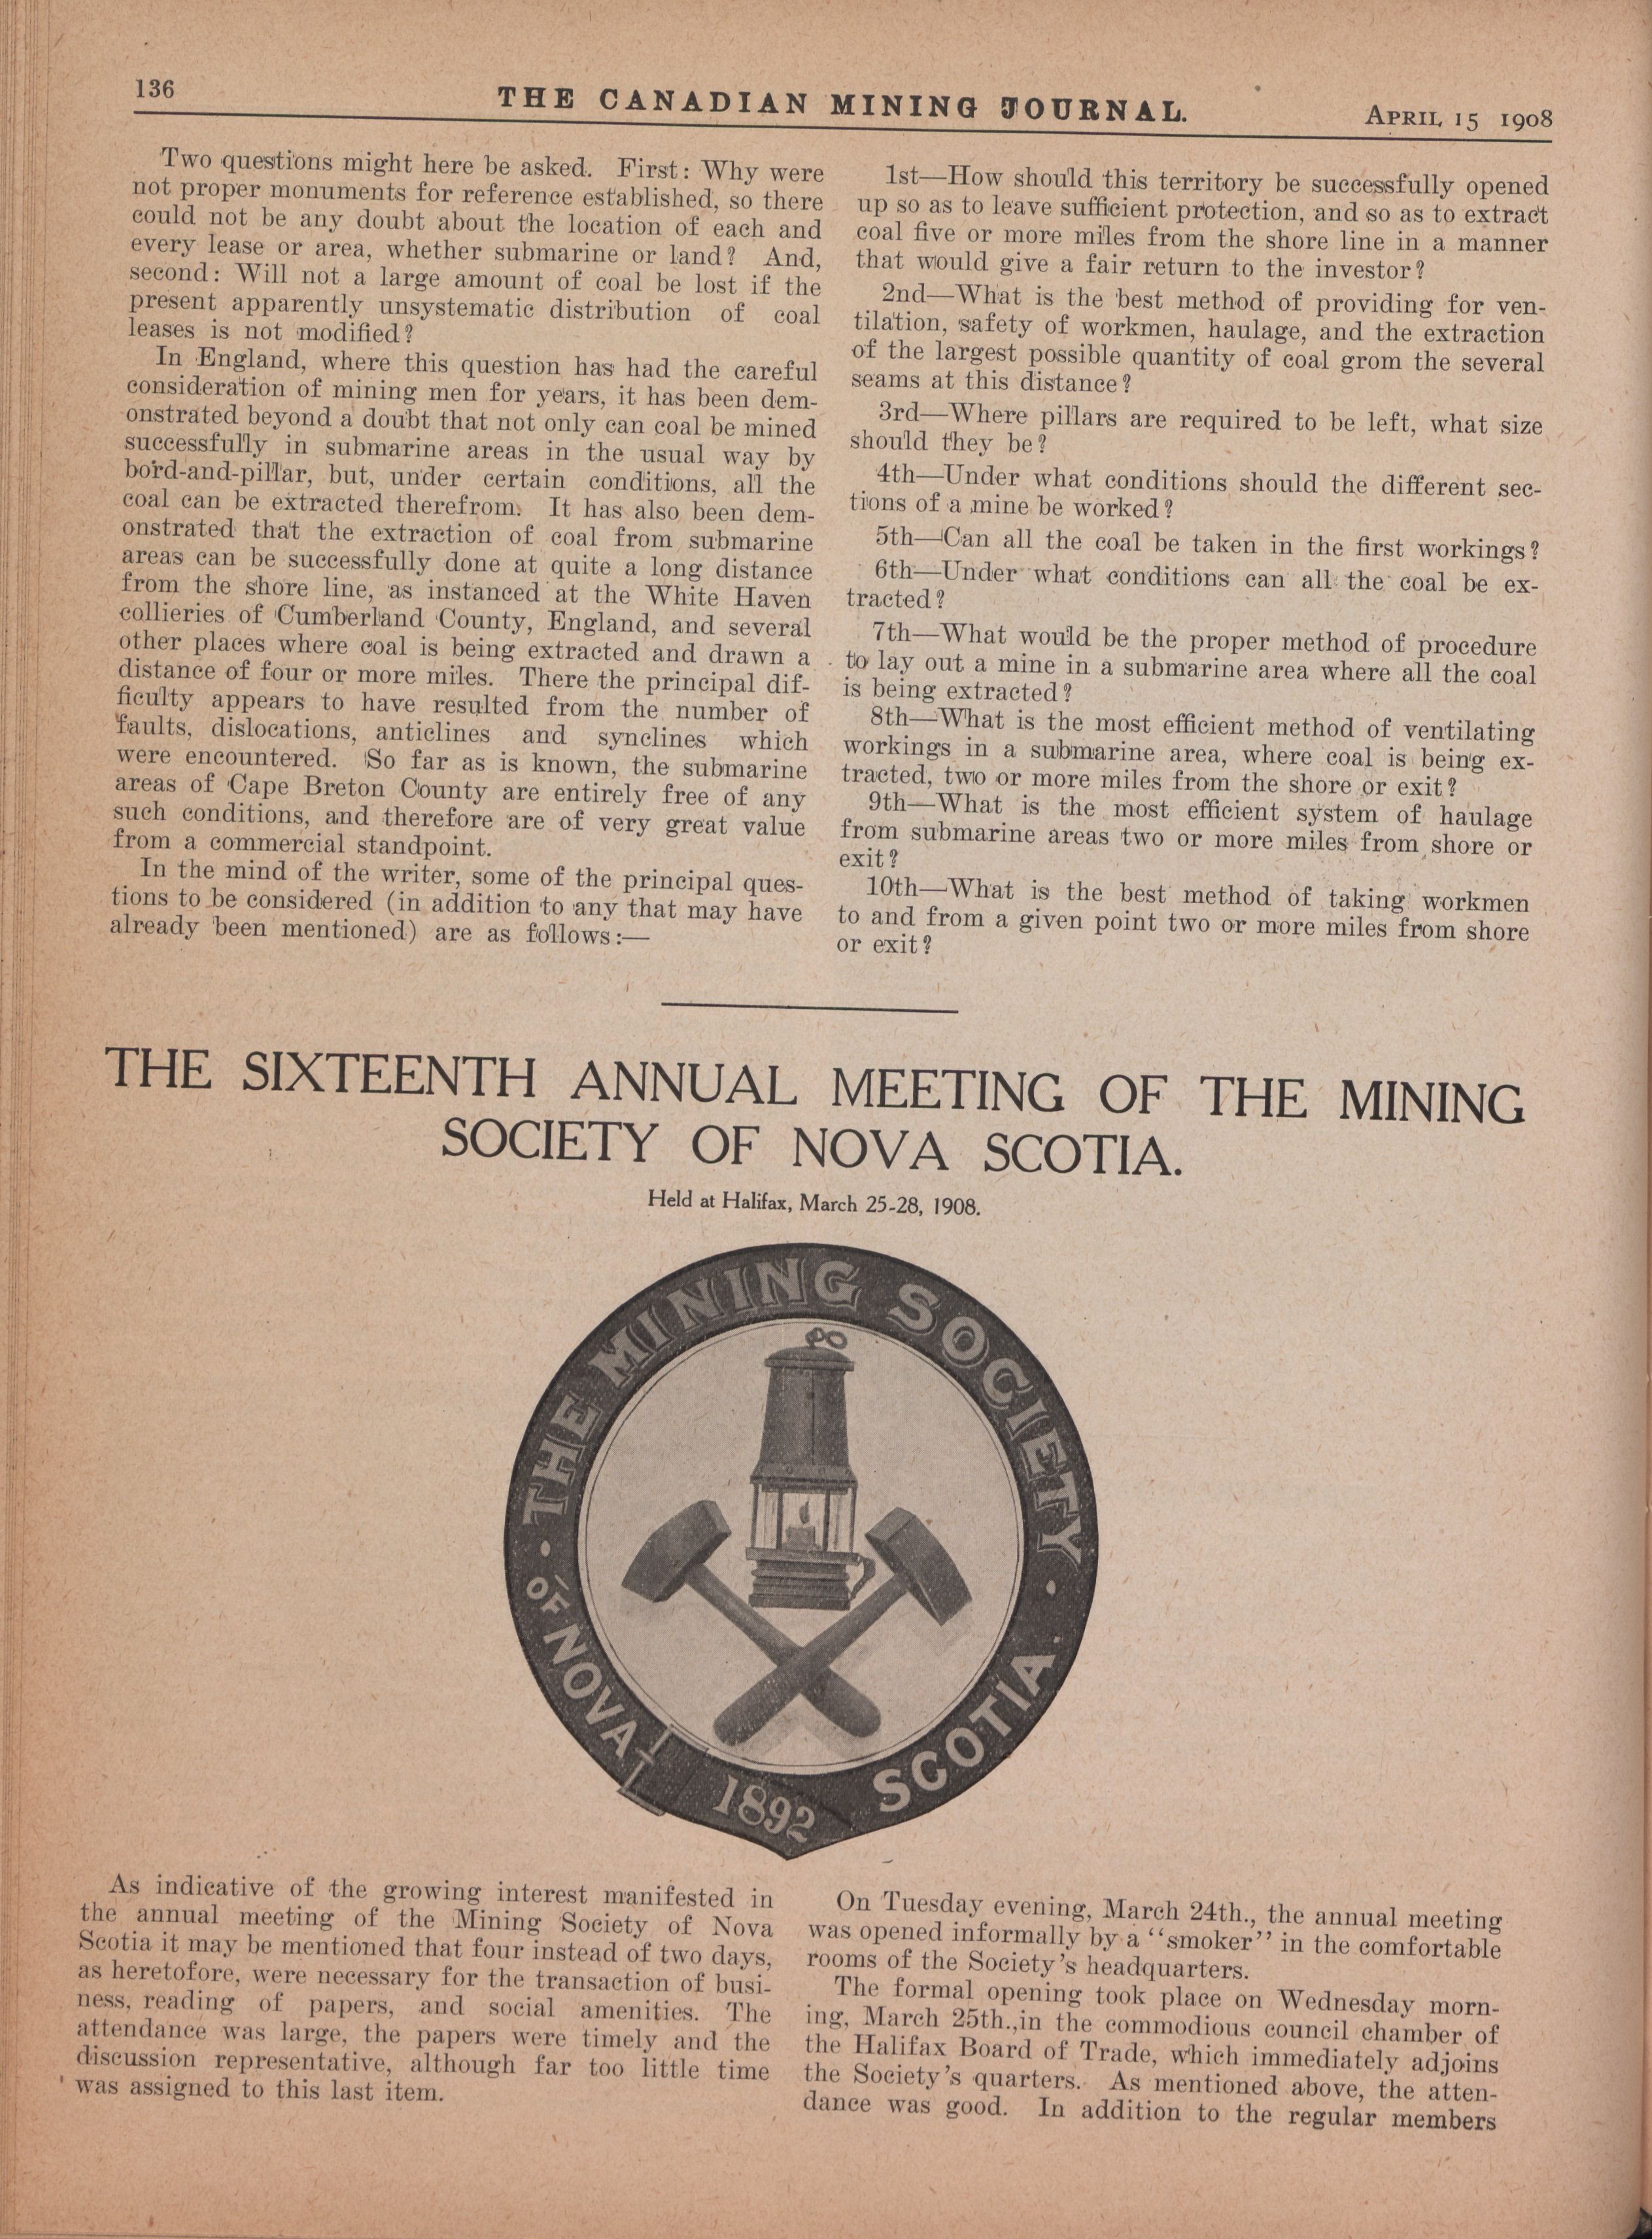 136
THE CANADIAN MINING JOURNAL.
APRIL 15 1908
Two questions might here be asked. First: Why were
not proper monuments for reference established, so there
could not be any doubt about the location of each and
every lease or area, whether submarine or land? And,
second: Will not a large amount of coal be lost if the
present apparently unsystematic distribution of coal
leases is not modified?
In England, where this question has had the careful
consideration of mining men for years, it has been dem-
onstrated beyond a doubt that not only can coal be mined
successfully in submarine areas in the usual way by
bord-and-pillar, but, under certain conditions, all the
coal can be extracted therefrom. It has also been dem-
onstrated that the extraction of coal from submarine
areas can be successfully done at quite a long distance
from the shore line, as instanced at the White Haven
collieries of Cumberland County, England, and several
other places where coal is being extracted and drawn a
distance of four or more miles. There the principal dif-
ficulty appears to have resulted from the number of
faults, dislocations, anticlines and synclines which
were encountered. So far as is known, the submarine
areas of Cape Breton County are entirely free of any
such conditions, and therefore are of very great value
from a commercial standpoint.
In the mind of the writer, some of the principal ques-
tions to be considered (in addition to any that may have
already been mentioned) are as follows:—
1st—How should this territory be successfully opened
up so as to leave sufficient protection, and so as to extract
coal five or more miles from the shore line in a manner
that would give a fair return to the investor?
2nd—What is the best method of providing for ven-
tilation, safety of workmen, haulage, and the extraction
of the largest possible quantity of coal grom the several
seams at this distance?
3rd—Where pillars are required to be left, what size
should they be?
4th—Under what conditions should the different sec-
tions of a mine be worked?
5th—Can all the coal be taken in the first workings?
6th—Under what conditions can all the coal be ex-
tracted?
7th—What would be the proper method of procedure
to lay out a mine in a submarine area where all the coal
is being extracted?
8th—What is the most efficient method of ventilating
workings in a submarine area, where coal is being ex-
tracted, two or more miles from the shore or exit?
9th—What is the most efficient system of haulage
from submarine areas two or more miles from shore or
exit?
10th—What is the best method of taking workmen
to and from a given point two or more miles from shore
or exit?
THE SIXTEENTH ANNUAL MEETING OF THE MINING
SOCIETY OF NOVA SCOTIA.
Held at Halifax, March 25-28, 1908.
THE MINING SOCIETY
OF NOVA SCOTIA
1892
As indicative of the growing interest manifested in
the annual meeting of the Mining Society of Nova
Scotia it may be mentioned that four instead of two days,
as heretofore, were necessary for the transaction of busi-
ness, reading of papers, and social amenities. The
attendance was large, the papers were timely and the
discussion representative, although far too little time
was assigned to this last item.
On Tuesday evening, March 24th., the annual meeting
was opened informally by a "smoker" in the comfortable
rooms of the Society's headquarters.
The formal opening took place on Wednesday morn-
ing, March 25th.,in the commodious council chamber of
the Halifax Board of Trade, which immediately adjoins
the Society's quarters. As mentioned above, the atten-
dance was good. In addition to the regular members